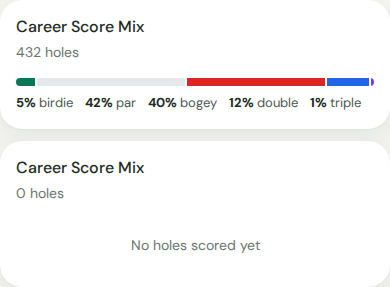 Career Score Mix
432 holes
5% birdie 42% par 40% bogey 12% double 1% triple
Career Score Mix
0 holes
No holes scored yet